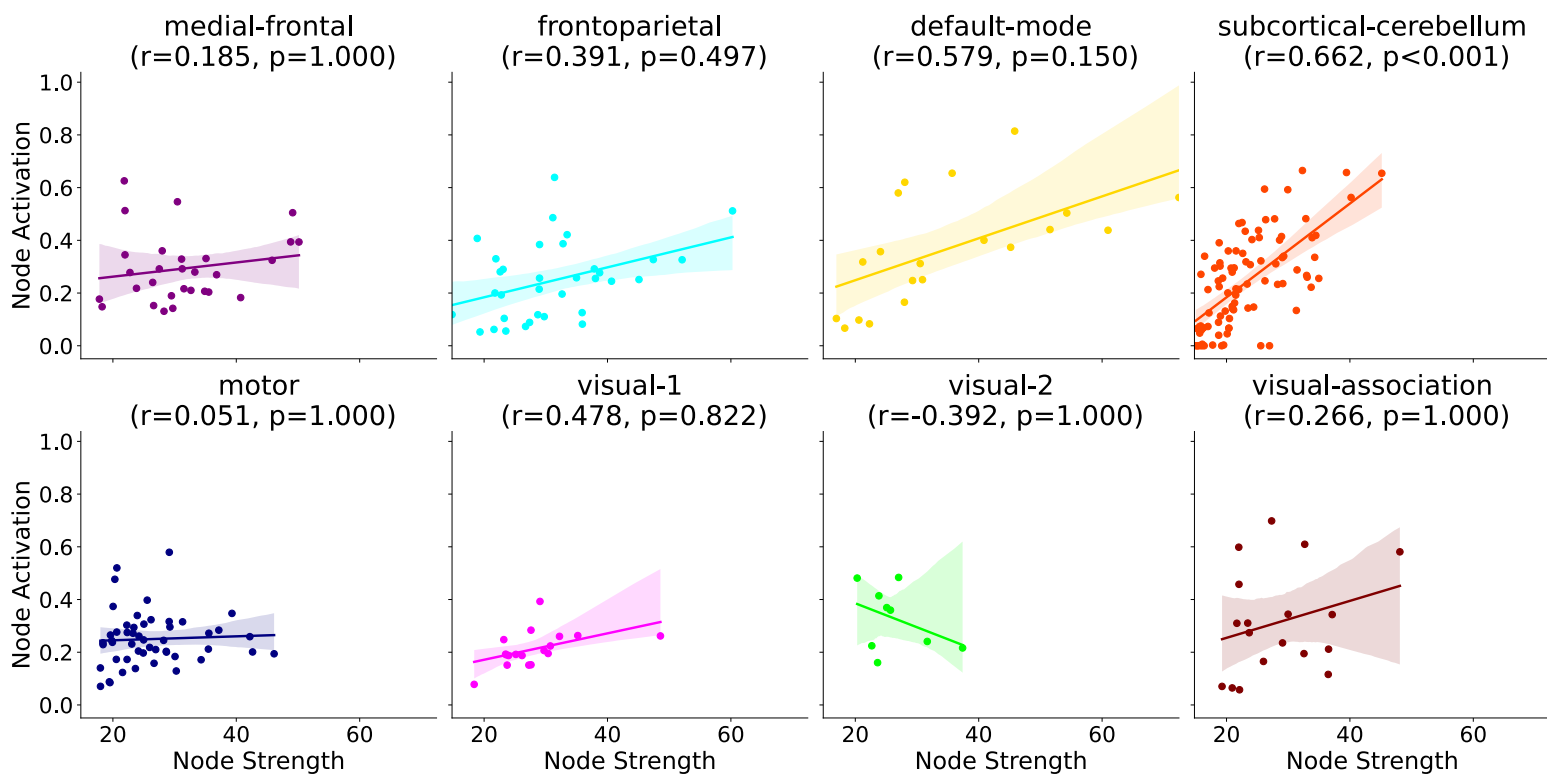 medial-frontal
(r=0.185, p=1.000)
frontoparietal
(r=0.391, p=0.497)
default-mode
(r=0.579, p=0.150)
subcortical-cerebellum
(r=0.662, p<0.001)
1.0
0.8
0.6
0.4
0.2
0.0
Node Activation
20
40
60
20
40
60
20
40
60
20
40
60
motor
(r=0.051, p=1.000)
visual-1
(r=0.478, p=0.822)
visual-2
(r=-0.392, p=1.000)
visual-association
(r=0.266, p=1.000)
1.0
0.8
0.6
0.4
0.2
0.0
Node Activation
Node Strength
Node Strength
Node Strength
Node Strength